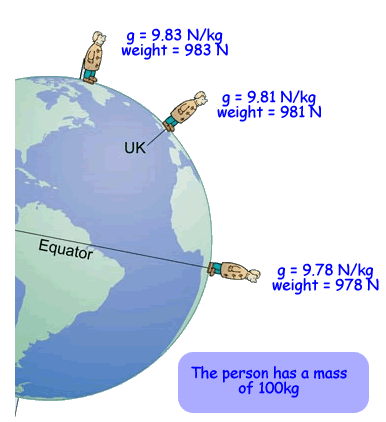 g = 9.83 N/kg
weight = 983 N
g = 9.81 N/kg
weight = 981 N
UK
Equator
g = 9.78 N/kg
weight = 978 N
The person has a mass
of 100kg